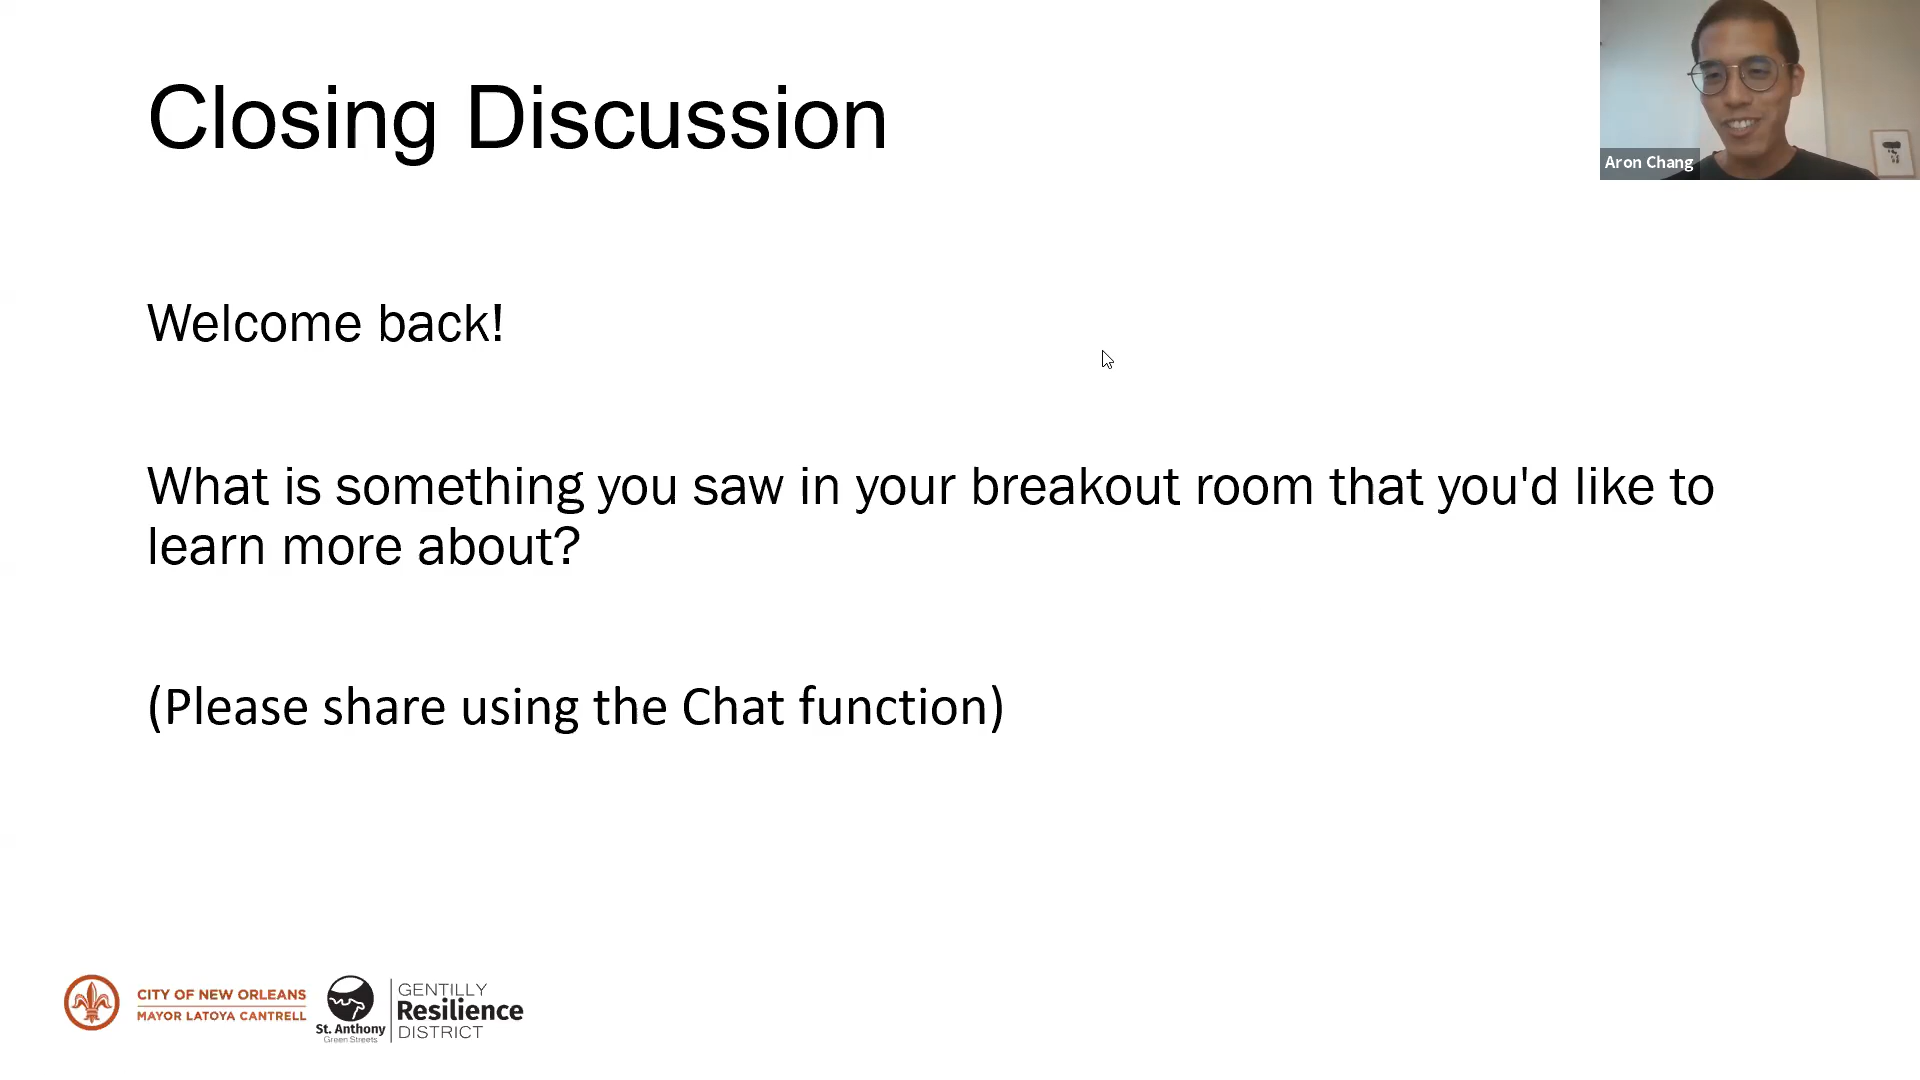 Closing Discussion
Aron Chang
Welcome back!
What is something you saw in your breakout room that you'd like to
learn more about?
(Please share using the Chat function)
CITY OF NEW ORLEANS
MAYOR LATOYA CANTRELL
St. Anthony
Green Streets
GENTILLY
Resilience
DISTRICT